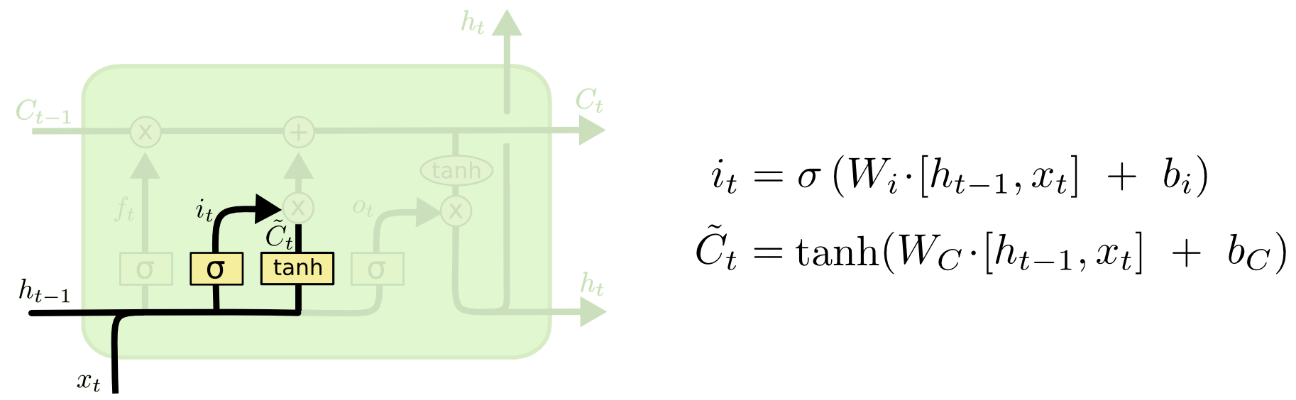 h_t
C_{t-1}
C_t
x
+
tanh
f_t
i_t
x
o_t
x
C̃_t
σ
σ
tanh
σ
h_{t-1}
h_t
x_t
i_t = σ (W_i·[h_{t-1}, x_t] + b_i)
C̃_t = tanh(W_C·[h_{t-1}, x_t] + b_C)